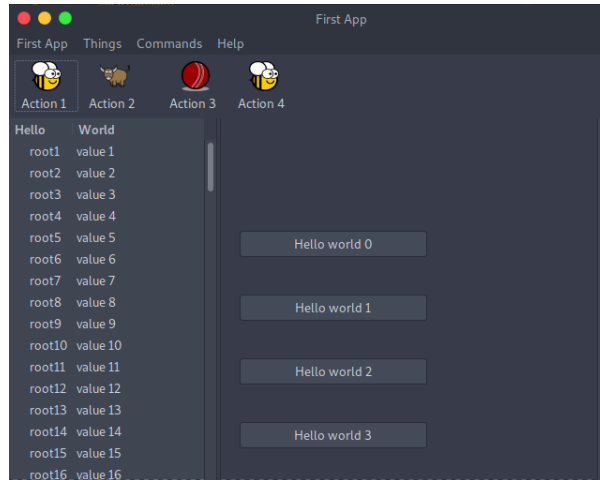 First App
First App Things Commands Help
Action 1 Action 2 Action 3 Action 4
Hello World
root1 value 1
root2 value 2
root3 value 3
root4 value 4
root5 value 5
root6 value 6
root7 value 7
root8 value 8
root9 value 9
root10 value 10
root11 value 11
root12 value 12
root13 value 13
root14 value 14
root15 value 15
root16 value 16
Hello world 0
Hello world 1
Hello world 2
Hello world 3